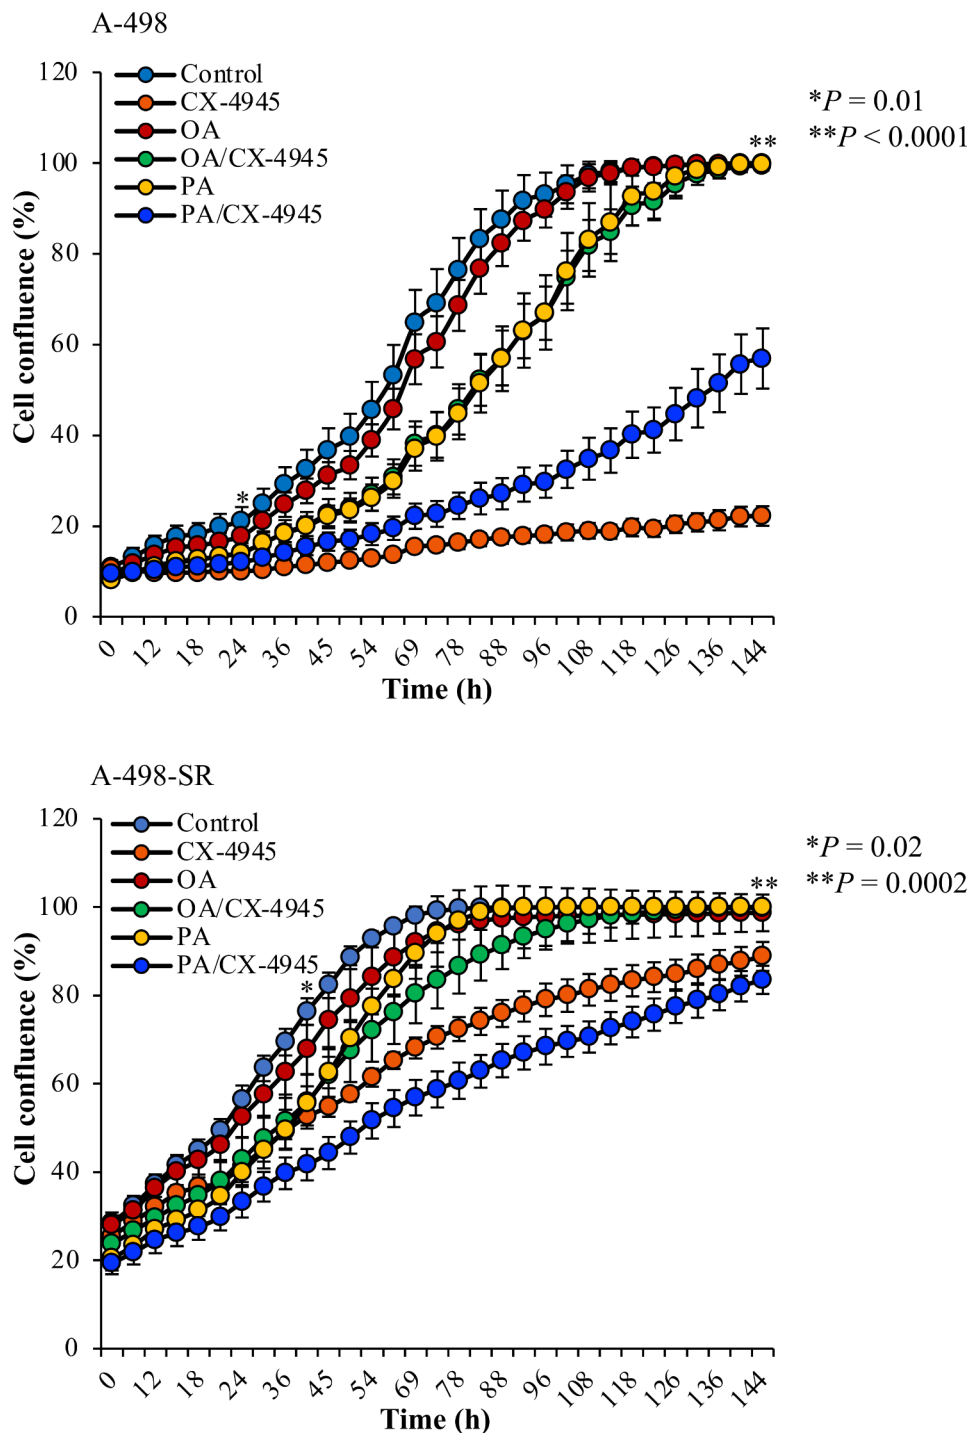 A-498
Control
CX-4945
OA
OA/CX-4945
PA
PA/CX-4945
*P = 0.01
**P < 0.0001
Cell confluence (%)
120
100
80
60
40
20
0
*
**
0 12 18 24 36 45 54 69 78 88 96 108 118 126 136 144
Time (h)
A-498-SR
Control
CX-4945
OA
OA/CX-4945
PA
PA/CX-4945
*P = 0.02
**P = 0.0002
Cell confluence (%)
120
100
80
60
40
20
0
*
**
0 12 18 24 36 45 54 69 78 88 96 108 118 126 136 144
Time (h)